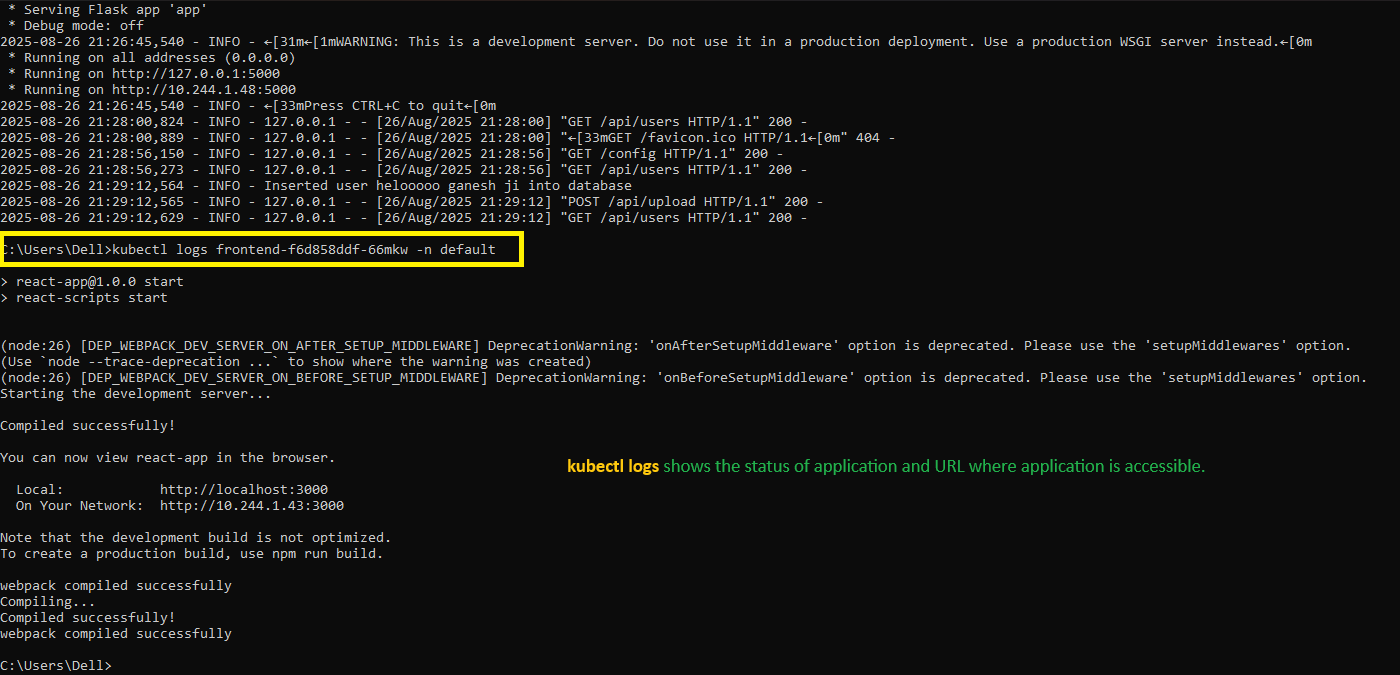 * Serving Flask app 'app'
* Debug mode: off
2025-08-26 21:26:45,540 - INFO - ←[31m←[1mWARNING: This is a development server. Do not use it in a production deployment. Use a production WSGI server instead.←[0m
* Running on all addresses (0.0.0.0)
* Running on http://127.0.0.1:5000
* Running on http://10.244.1.48:5000
2025-08-26 21:26:45,540 - INFO - ←[33mPress CTRL+C to quit←[0m
2025-08-26 21:28:00,824 - INFO - 127.0.0.1 - - [26/Aug/2025 21:28:00] "GET /api/users HTTP/1.1" 200 -
2025-08-26 21:28:00,889 - INFO - 127.0.0.1 - - [26/Aug/2025 21:28:00] "←[33mGET /favicon.ico HTTP/1.1←[0m" 404 -
2025-08-26 21:28:56,150 - INFO - 127.0.0.1 - - [26/Aug/2025 21:28:56] "GET /config HTTP/1.1" 200 -
2025-08-26 21:28:56,273 - INFO - 127.0.0.1 - - [26/Aug/2025 21:28:56] "GET /api/users HTTP/1.1" 200 -
2025-08-26 21:29:12,564 - INFO - Inserted user helooooo ganesh ji into database
2025-08-26 21:29:12,565 - INFO - 127.0.0.1 - - [26/Aug/2025 21:29:12] "POST /api/upload HTTP/1.1" 200 -
2025-08-26 21:29:12,629 - INFO - 127.0.0.1 - - [26/Aug/2025 21:29:12] "GET /api/users HTTP/1.1" 200 -
C:\Users\Dell>kubectl logs frontend-f6d858ddf-66mkw -n default
> react-app@1.0.0 start
> react-scripts start
(node:26) [DEP_WEBPACK_DEV_SERVER_ON_AFTER_SETUP_MIDDLEWARE] DeprecationWarning: 'onAfterSetupMiddleware' option is deprecated. Please use the 'setupMiddlewares' option.
(Use `node --trace-deprecation ...` to show where the warning was created)
(node:26) [DEP_WEBPACK_DEV_SERVER_ON_BEFORE_SETUP_MIDDLEWARE] DeprecationWarning: 'onBeforeSetupMiddleware' option is deprecated. Please use the 'setupMiddlewares' option.
Starting the development server...
Compiled successfully!
You can now view react-app in the browser.
kubectl logs shows the status of application and URL where application is accessible.
Local: http://localhost:3000
On Your Network: http://10.244.1.43:3000
Note that the development build is not optimized.
To create a production build, use npm run build.
webpack compiled successfully
Compiling...
Compiled successfully!
webpack compiled successfully
C:\Users\Dell>